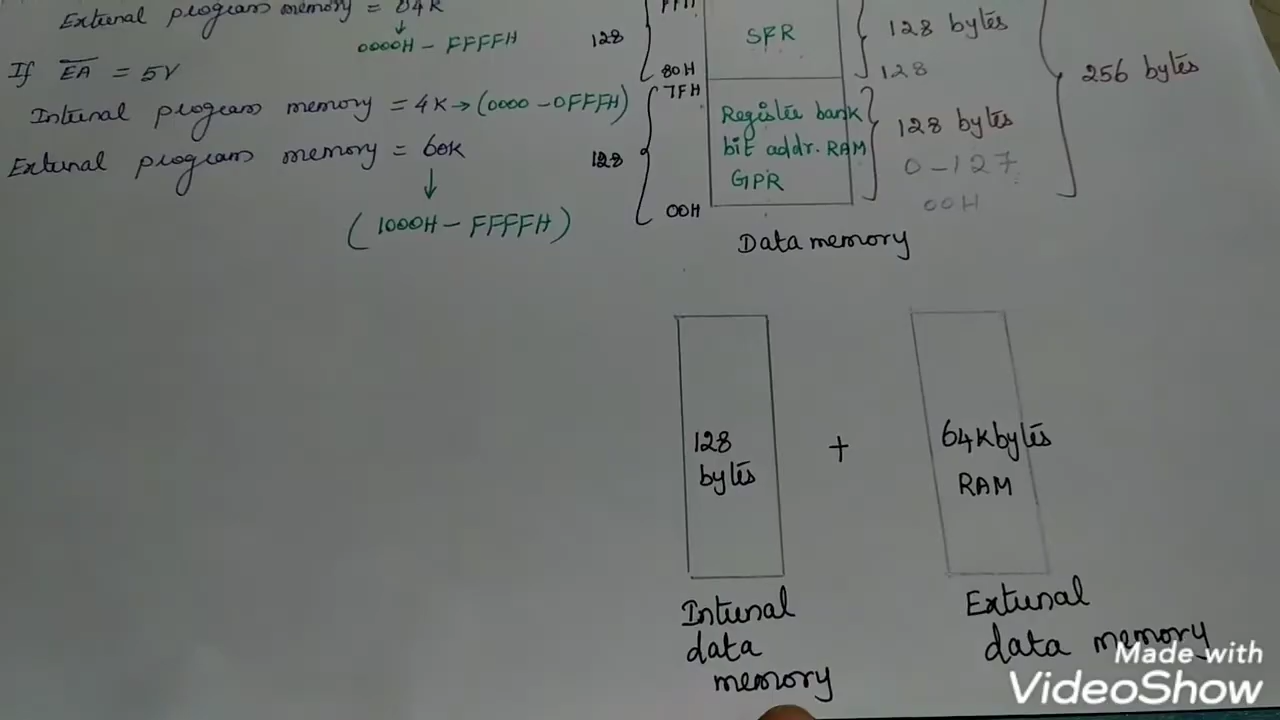 External program memory = 64K
0000H - FFFFH
If EA = 5V
Internal program memory = 4K → (0000 - 0FFFH)
External program memory = 60K
(1000H - FFFFH)
FFH
128
SFR
80H
128 bytes
128
256 bytes
7FH
128
Register bank
bit addr. RAM
GPR
00H
128 bytes
0-127
00H
Data memory
128
bytes
+
64K bytes
RAM
Internal
data
memory
External
data memory
Made with
VideoShow